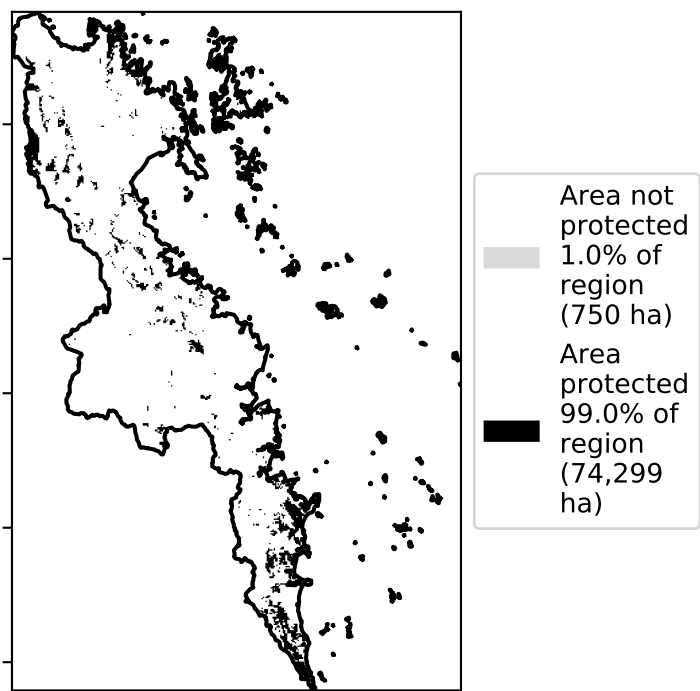 Area not
protected
1.0% of
region
(750 ha)
Area
protected
99.0% of
region
(74,299
ha)